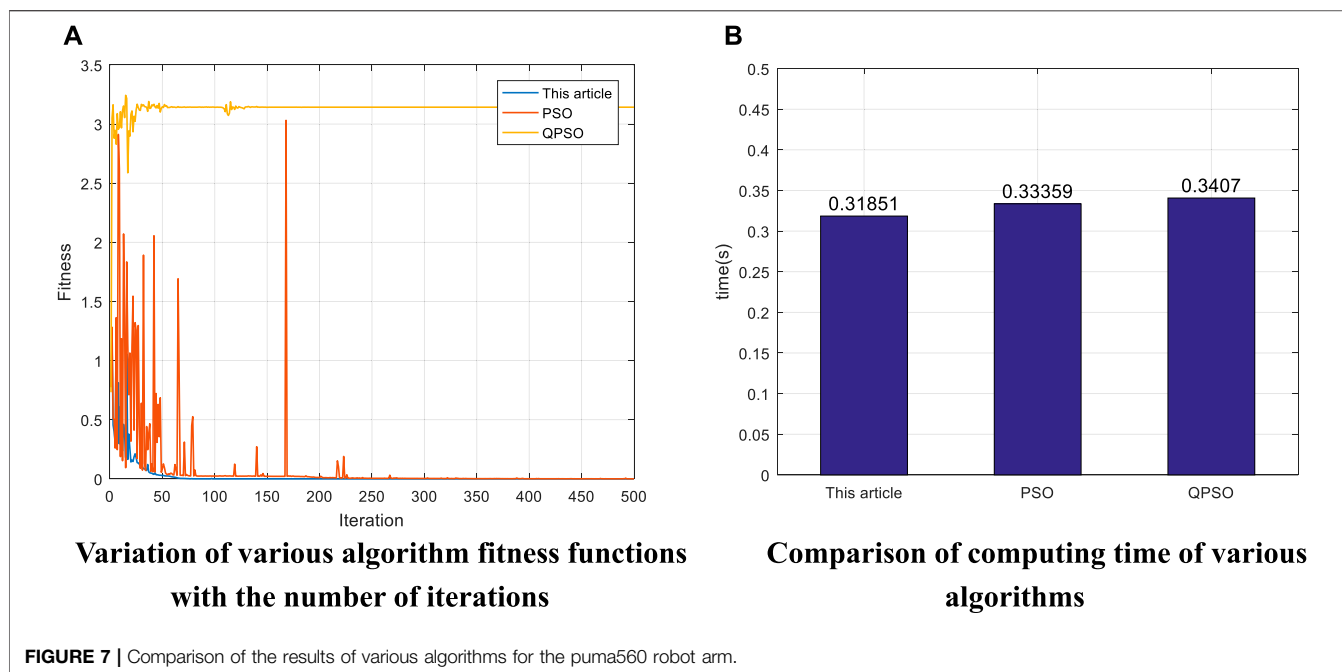 A
3.5
3
2.5
2
1.5
1
0.5
0
Fitness
0 50 100 150 200 250 300 350 400 450 500
Iteration
This article
PSO
QPSO
Variation of various algorithm fitness functions
with the number of iterations
B
0.5
0.45
0.4
0.35
0.3
0.25
0.2
0.15
0.1
0.05
0
time(s)
0.31851
0.33359
0.3407
This article PSO QPSO
Comparison of computing time of various
algorithms
FIGURE 7 | Comparison of the results of various algorithms for the puma560 robot arm.